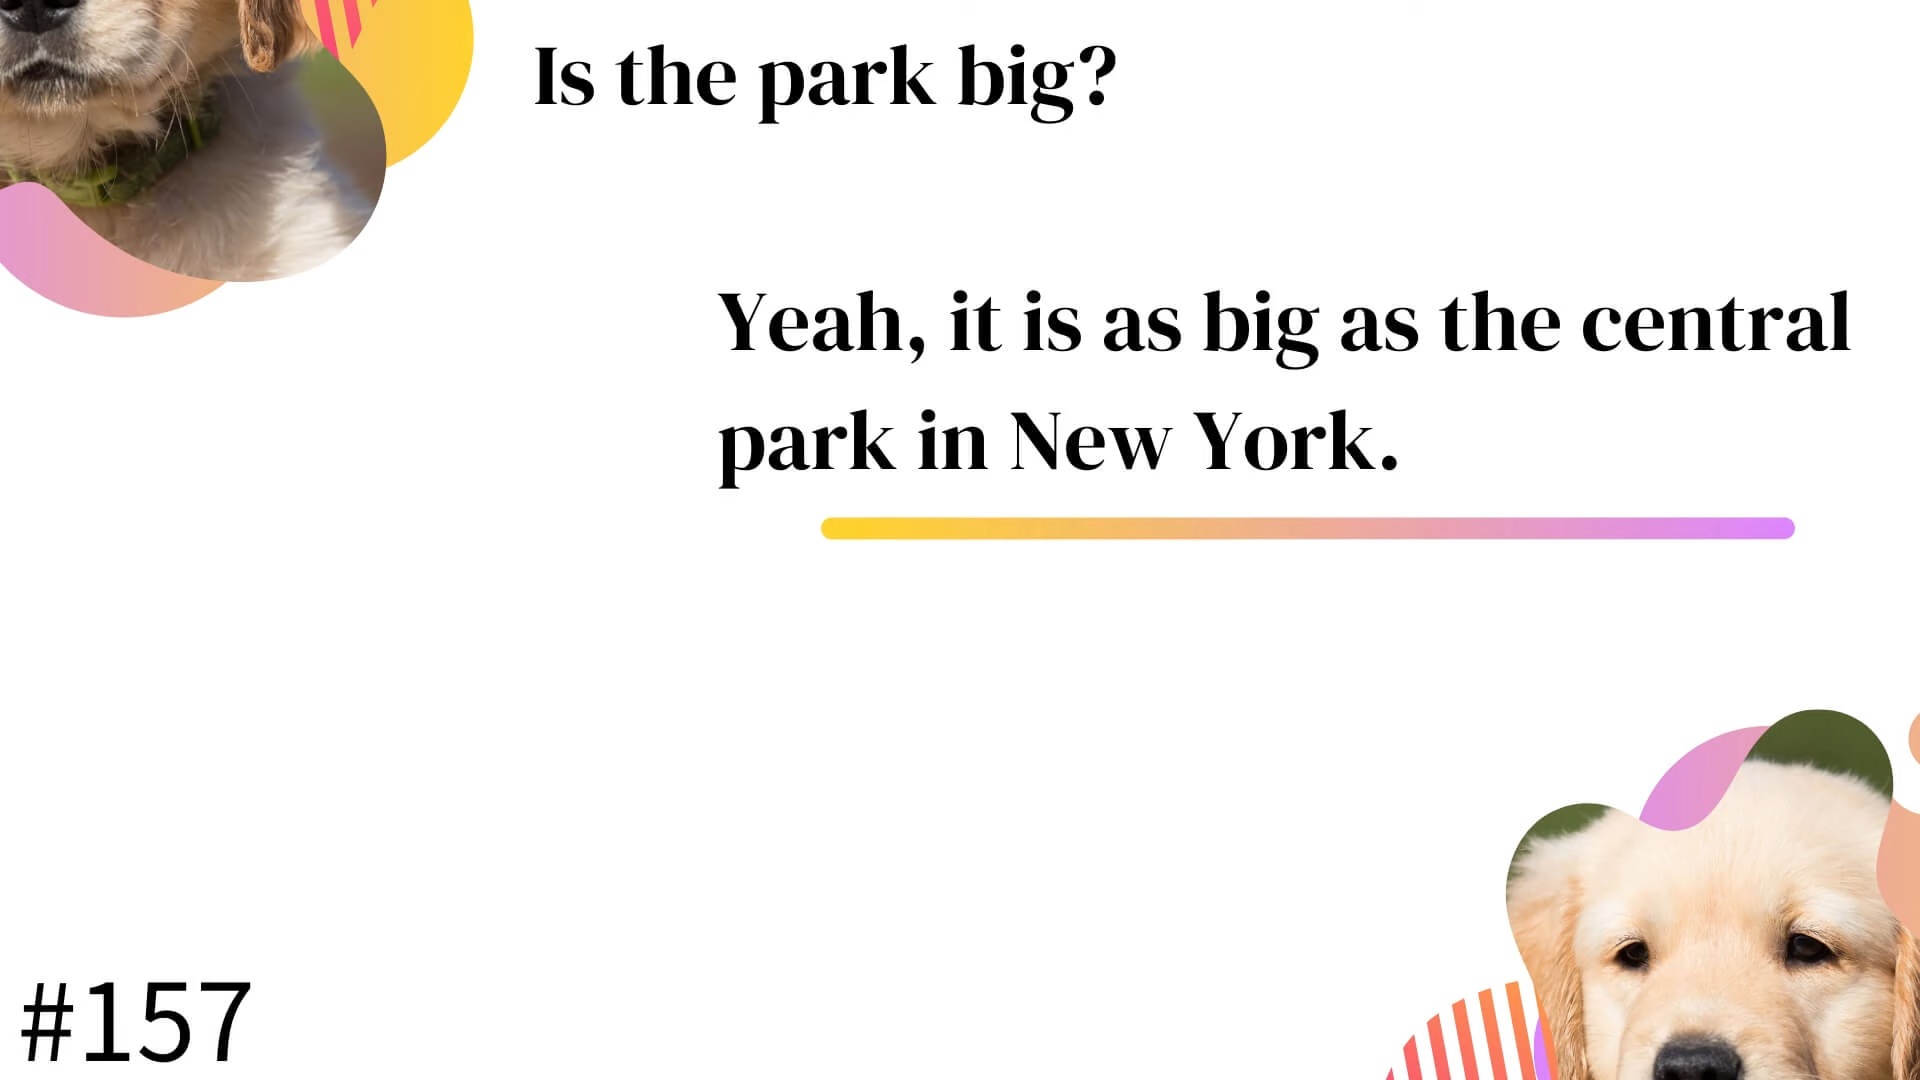 Is the park big?
Yeah, it is as big as the central
park in New York.
#157